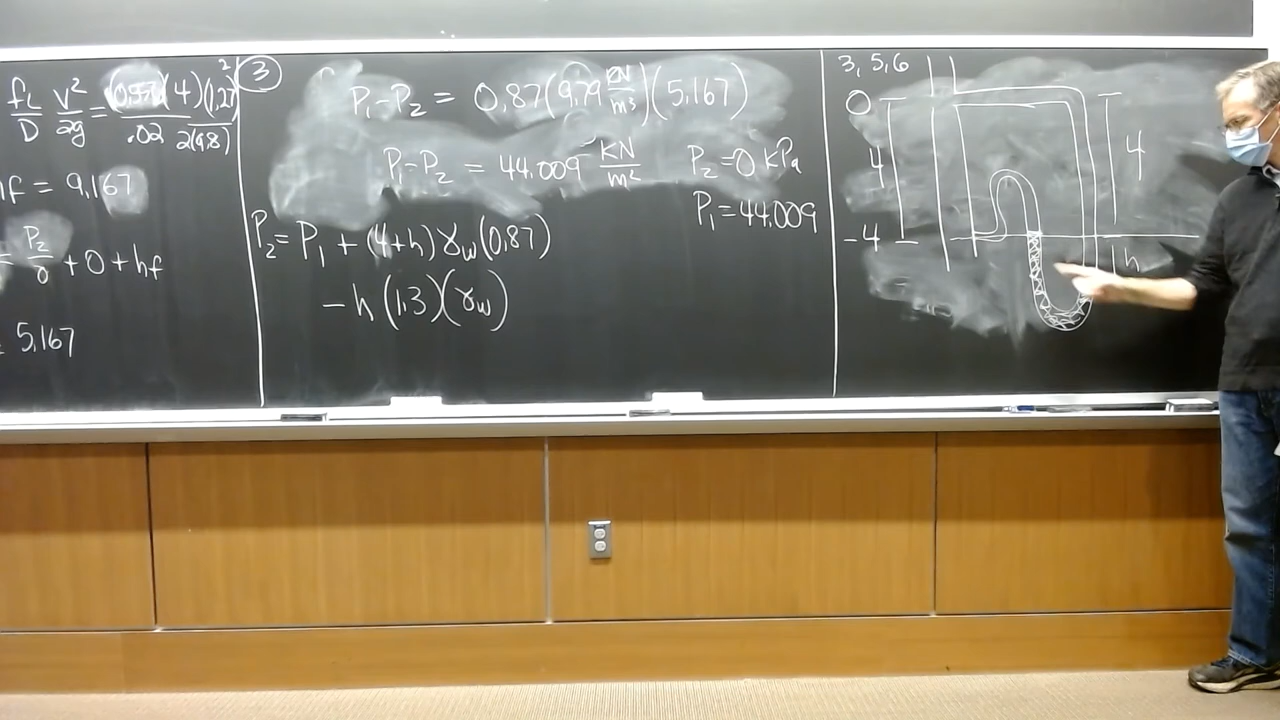 fL/D v²/2g = (0.978)(4)(1.27)²/.02 2(9.8)
hf = 9.167
= P₂/γ + 0 + hf
= 5.167
③
P₁-P₂ = 0.87(9.79 KN/m³)(5.167)
P₁-P₂ = 44.009 KN/m²
P₂=0 kPa
P₁=44.009
P₂= P₁ + (4+h)γw(0.87)
-h(1.3)(γw)
3, 5, 6
0
4
-4
4
h